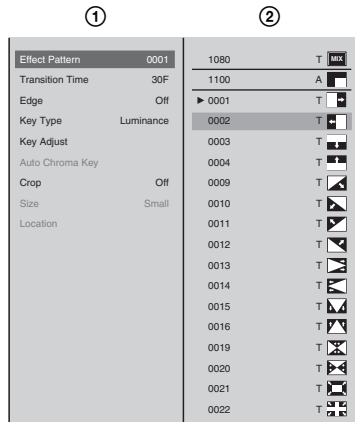 ① ②
Effect Pattern 0001
Transition Time 30F
Edge Off
Key Type Luminance
Key Adjust
Auto Chroma Key
Crop Off
Size Small
Location
1080 T MIX
1100 A
▶ 0001 T
0002 T
0003 T
0004 T
0009 T
0010 T
0011 T
0012 T
0013 T
0014 T
0015 T
0016 T
0019 T
0020 T
0021 T
0022 T